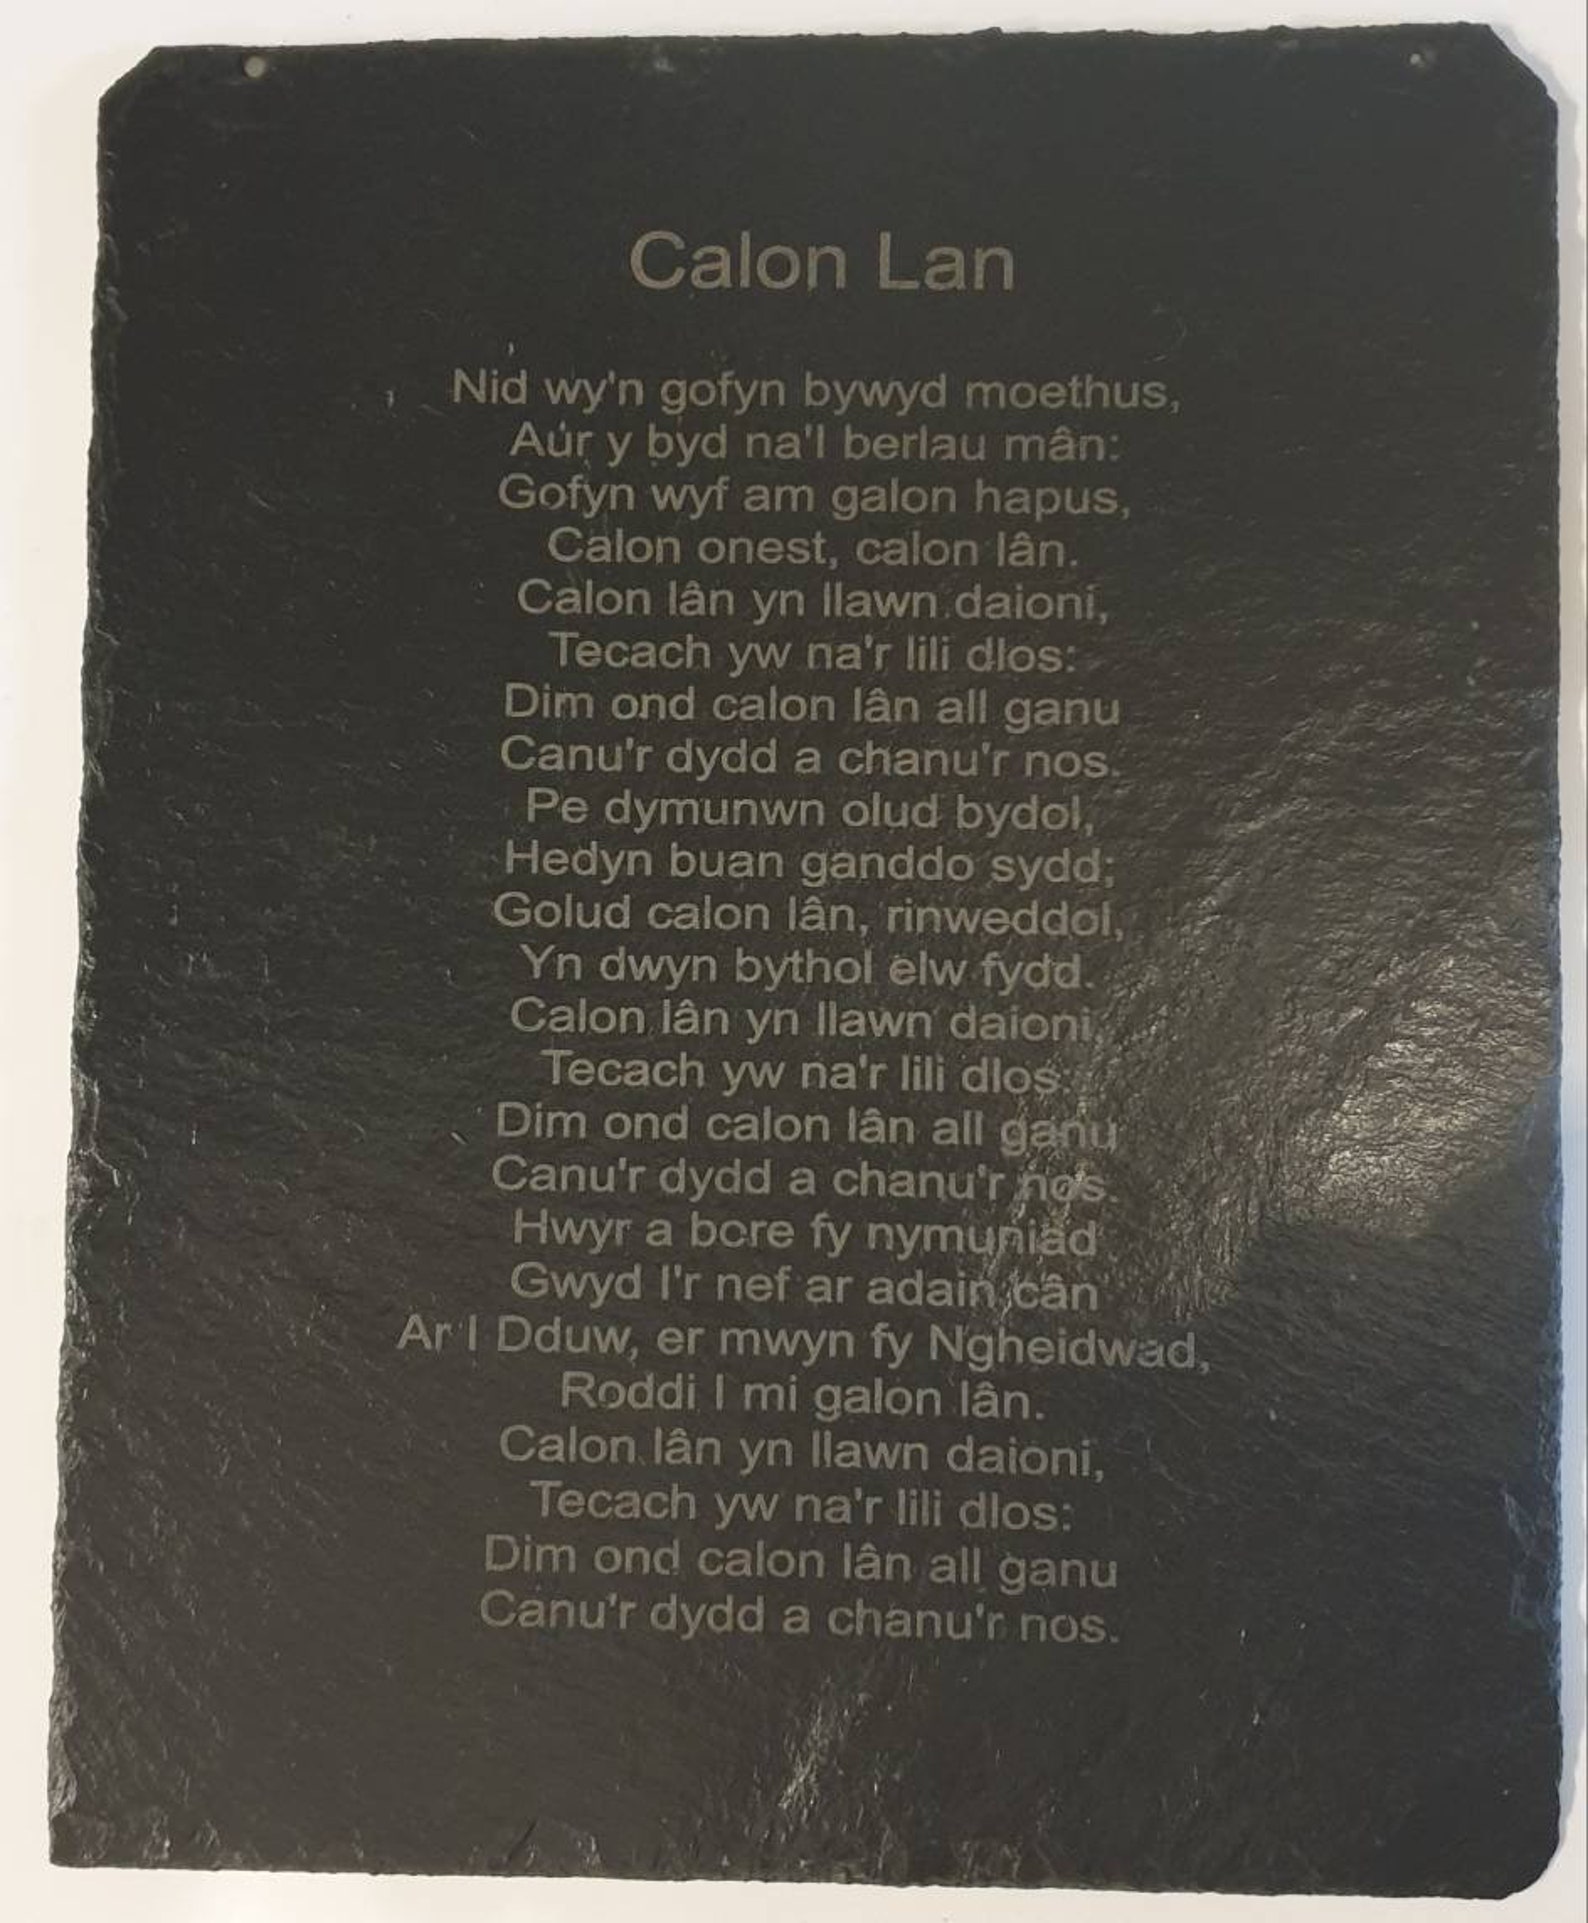 Calon Lan
Nid wy'n gofyn bywyd moethus,
Aur y byd na'l berlau mân:
Gofyn wyf am galon hapus,
Calon onest, calon lân.
Calon lân yn llawn daioni,
Tecach yw na'r lili dlos:
Dim ond calon lân all ganu
Canu'r dydd a chanu'r nos.
Pe dymunwn olud bydol,
Hedyn buan ganddo sydd;
Golud calon lân, rinweddol,
Yn dwyn bythol elw fydd.
Calon lân yn llawn daioni,
Tecach yw na'r lili dlos:
Dim ond calon lân all ganu
Canu'r dydd a chanu'r nos.
Hwyr a bore fy nymuniad
Gwyd I'r nef ar adain cân
Ar I Dduw, er mwyn fy Ngheidwad,
Roddi I mi galon lân.
Calon lân yn llawn daioni,
Tecach yw na'r lili dlos:
Dim ond calon lân all ganu
Canu'r dydd a chanu'r nos.